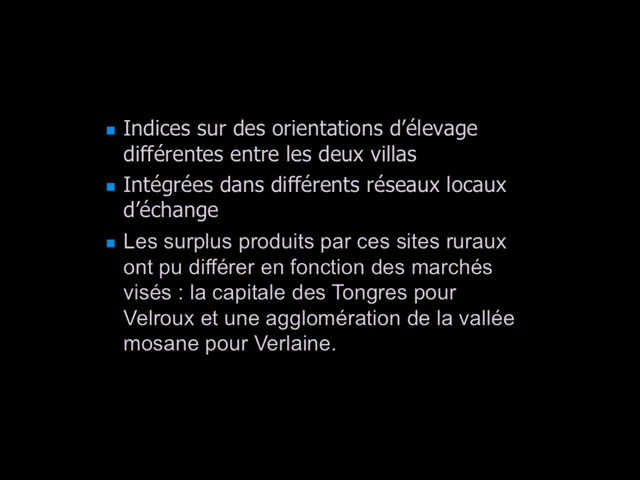 Indices sur des orientations d’élevage
différentes entre les deux villas
Intégrées dans différents réseaux locaux
d’échange
Les surplus produits par ces sites ruraux
ont pu différer en fonction des marchés
visés : la capitale des Tongres pour
Velroux et une agglomération de la vallée
mosane pour Verlaine.